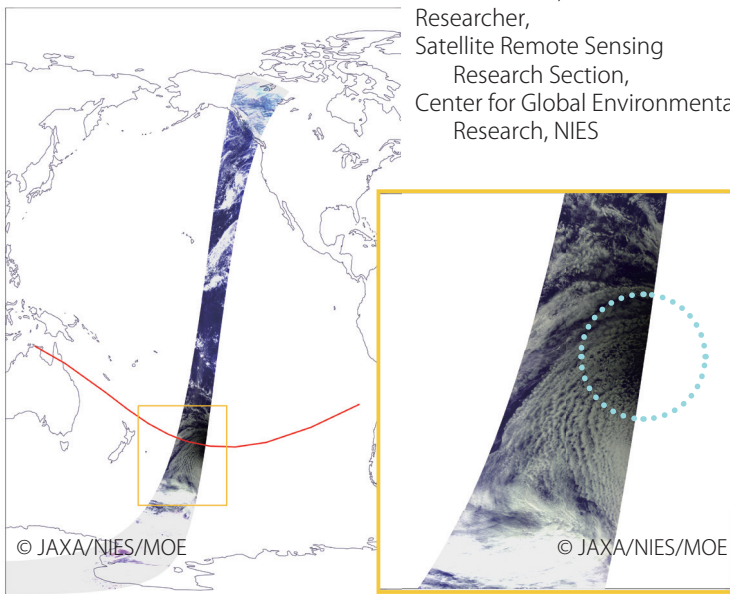 Researcher,
Satellite Remote Sensing
Research Section,
Center for Global Environmenta
Research, NIES
© JAXA/NIES/MOE
© JAXA/NIES/MOE